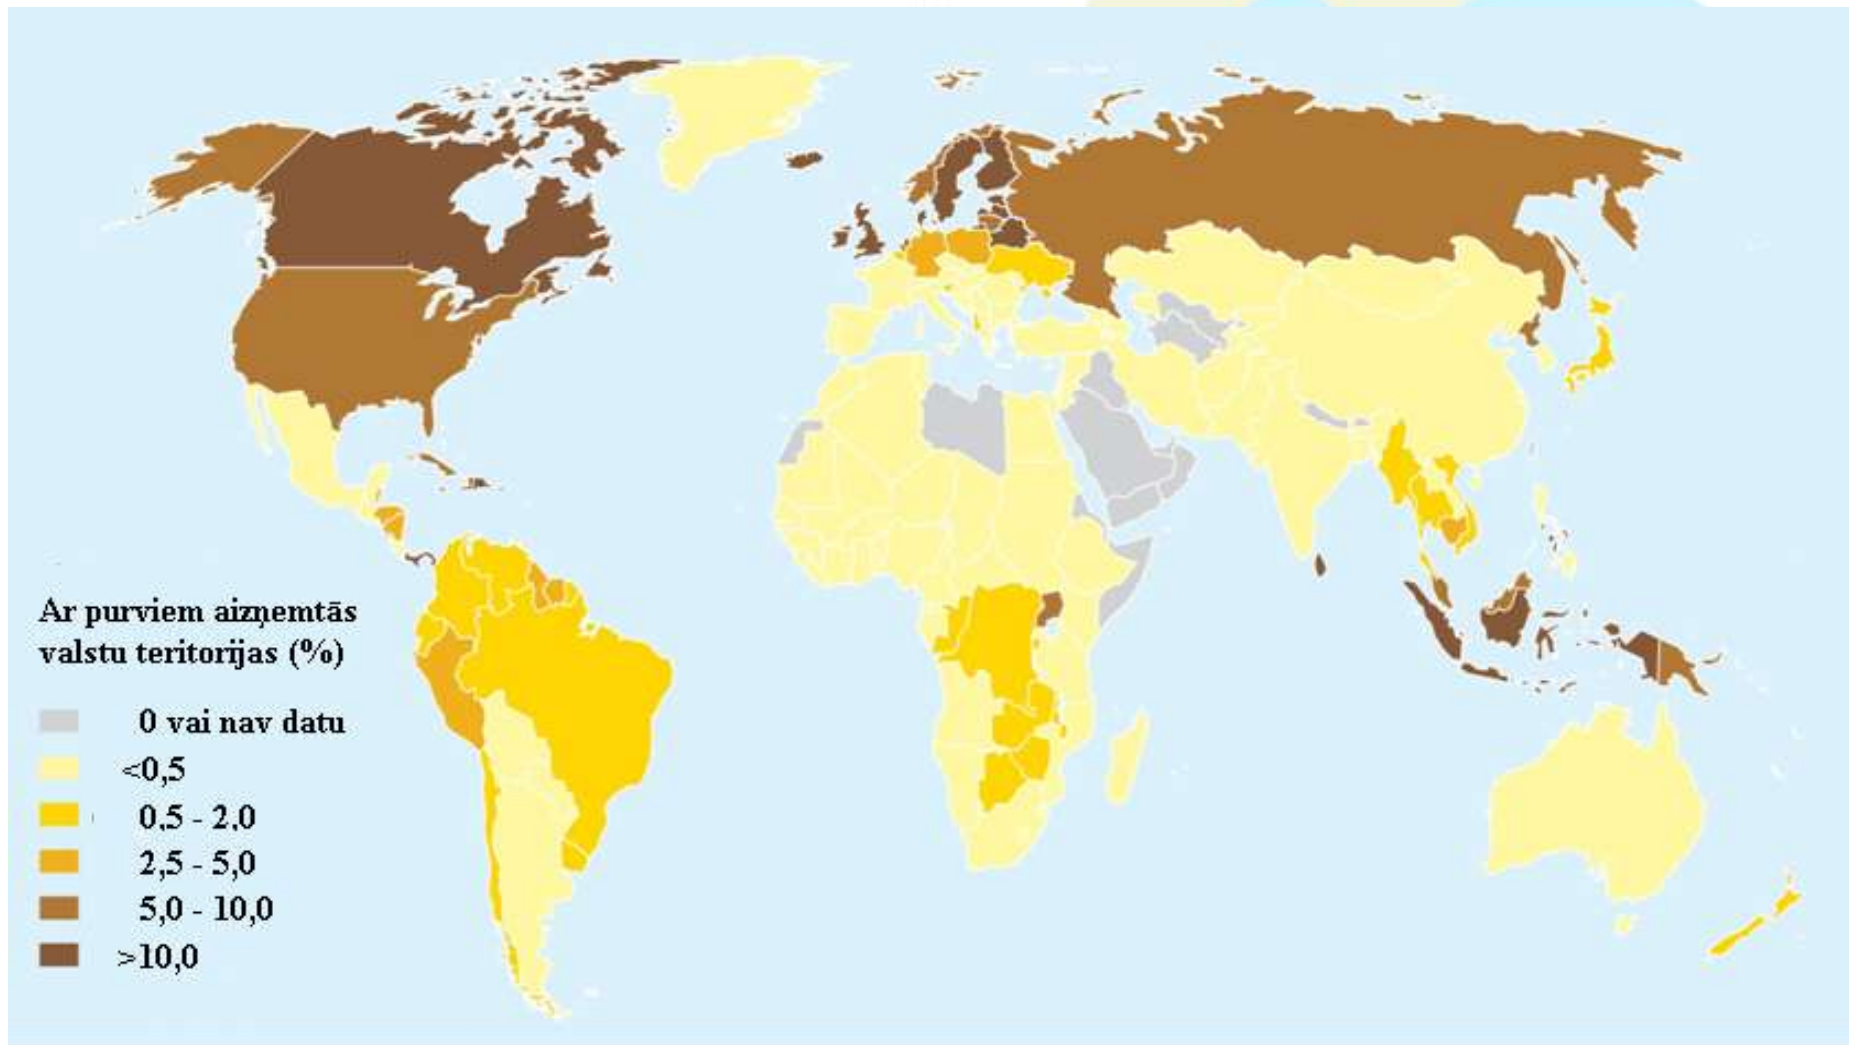 Ar purviem aizņemtās
valstu teritorijas (%)
0 vai nav datu
<0,5
0,5 - 2,0
2,5 - 5,0
5,0 - 10,0
>10,0